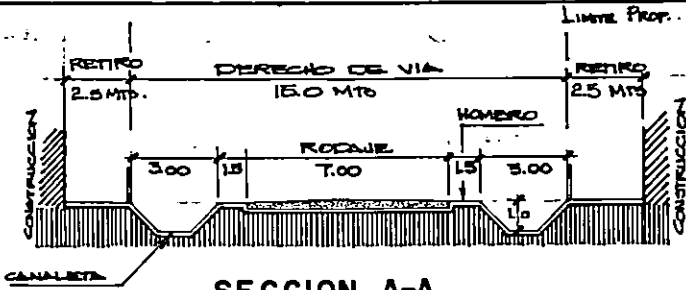 LIMITE PROP.
RETIRO DERECHO DE VIA RETIRO
2.5 MTS. 15.0 MTS 2.5 MTS
HOMBRO
CONSTRUCCION RODAJE CONSTRUCCION
3.00 1.5 7.00 1.5 3.00
1.0
CANALETA
SECCION A-A